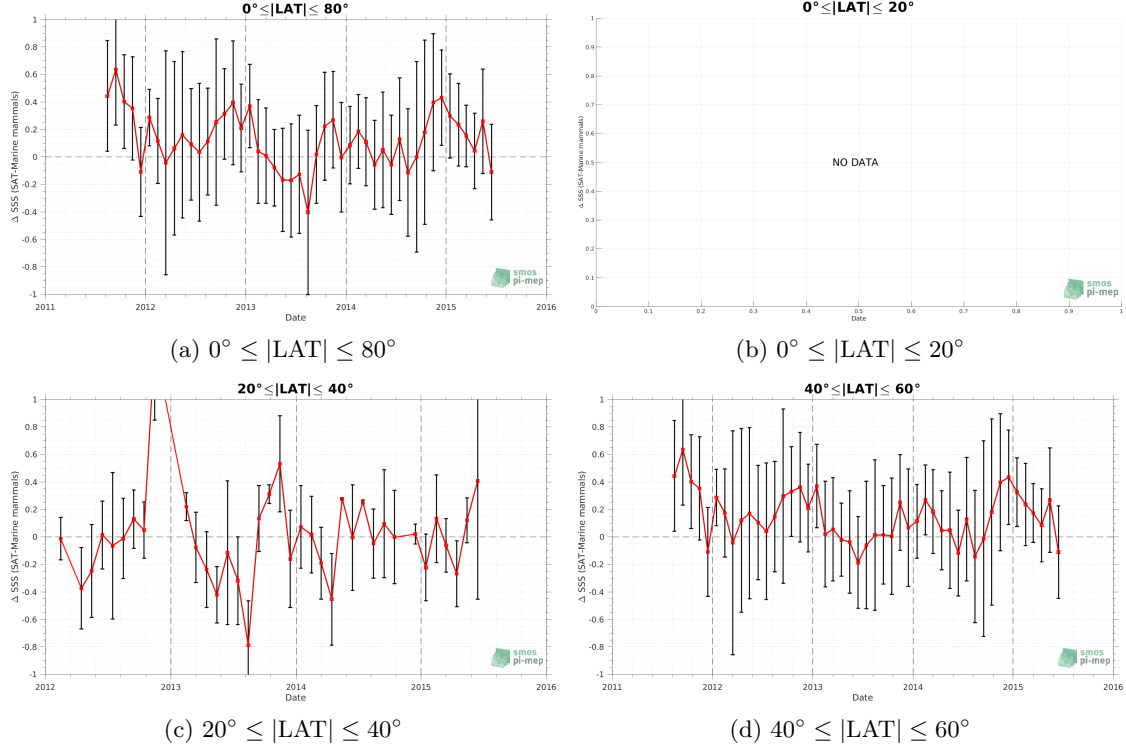 0°≤|LAT|≤ 80°
1
0.8
0.6
0.4
0.2
0
-0.2
-0.4
-0.6
-0.8
-1
Δ SSS (SAT-Marine mammals)
2011 2012 2013 2014 2015 2016
Date
smos
pi-mep
(a) 0° ≤ |LAT| ≤ 80°
0°≤|LAT|≤ 20°
1
0.9
0.8
0.7
0.6
0.5
0.4
0.3
0.2
0.1
0
Δ SSS (SAT-Marine mammals)
NO DATA
0 0.1 0.2 0.3 0.4 0.5 0.6 0.7 0.8 0.9 1
Date
smos
pi-mep
(b) 0° ≤ |LAT| ≤ 20°
20°≤|LAT|≤ 40°
1
0.8
0.6
0.4
0.2
0
-0.2
-0.4
-0.6
-0.8
-1
Δ SSS (SAT-Marine mammals)
2012 2013 2014 2015 2016
Date
smos
pi-mep
(c) 20° ≤ |LAT| ≤ 40°
40°≤|LAT|≤ 60°
1
0.8
0.6
0.4
0.2
0
-0.2
-0.4
-0.6
-0.8
-1
Δ SSS (SAT-Marine mammals)
2011 2012 2013 2014 2015 2016
Date
smos
pi-mep
(d) 40° ≤ |LAT| ≤ 60°